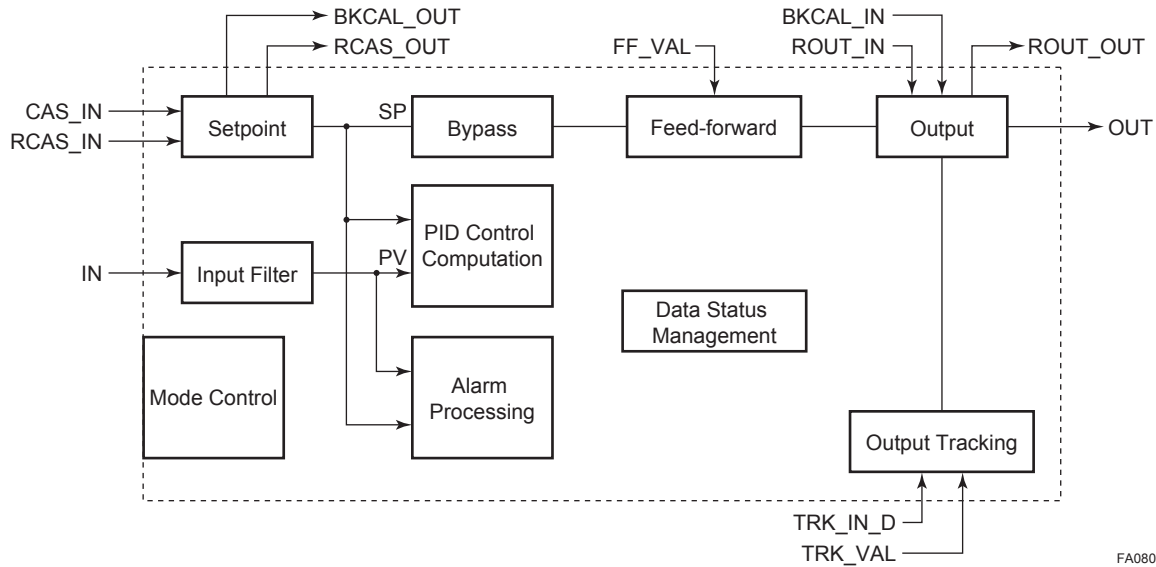 BKCAL_OUT
RCAS_OUT
FF_VAL
BKCAL_IN
ROUT_IN
ROUT_OUT
CAS_IN
RCAS_IN
Setpoint
SP
Bypass
Feed-forward
Output
OUT
IN
Input Filter
PV
PID Control
Computation
Data Status
Management
Mode Control
Alarm
Processing
Output Tracking
TRK_IN_D
TRK_VAL
FA080